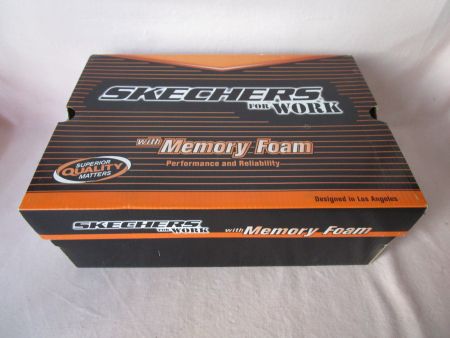 SKECHERS
FOR WORK
with Memory Foam
Performance and Reliability
SUPERIOR
QUALITY
MATTERS
Designed in Los Angeles
SKECHERS
FOR WORK
with Memory Foam